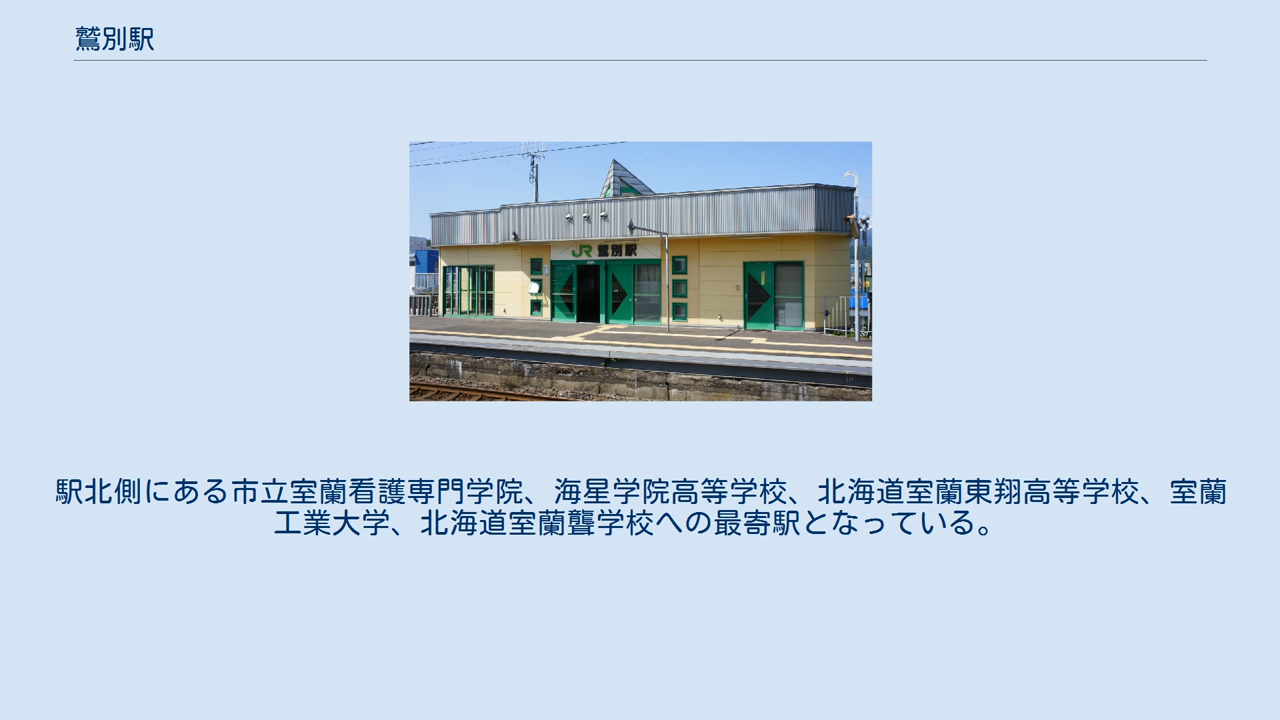 鷲別駅
JR 鷲別駅
駅北側にある市立室蘭看護専門学院、海星学院高等学校、北海道室蘭東翔高等学校、室蘭
工業大学、北海道室蘭聾学校への最寄駅となっている。